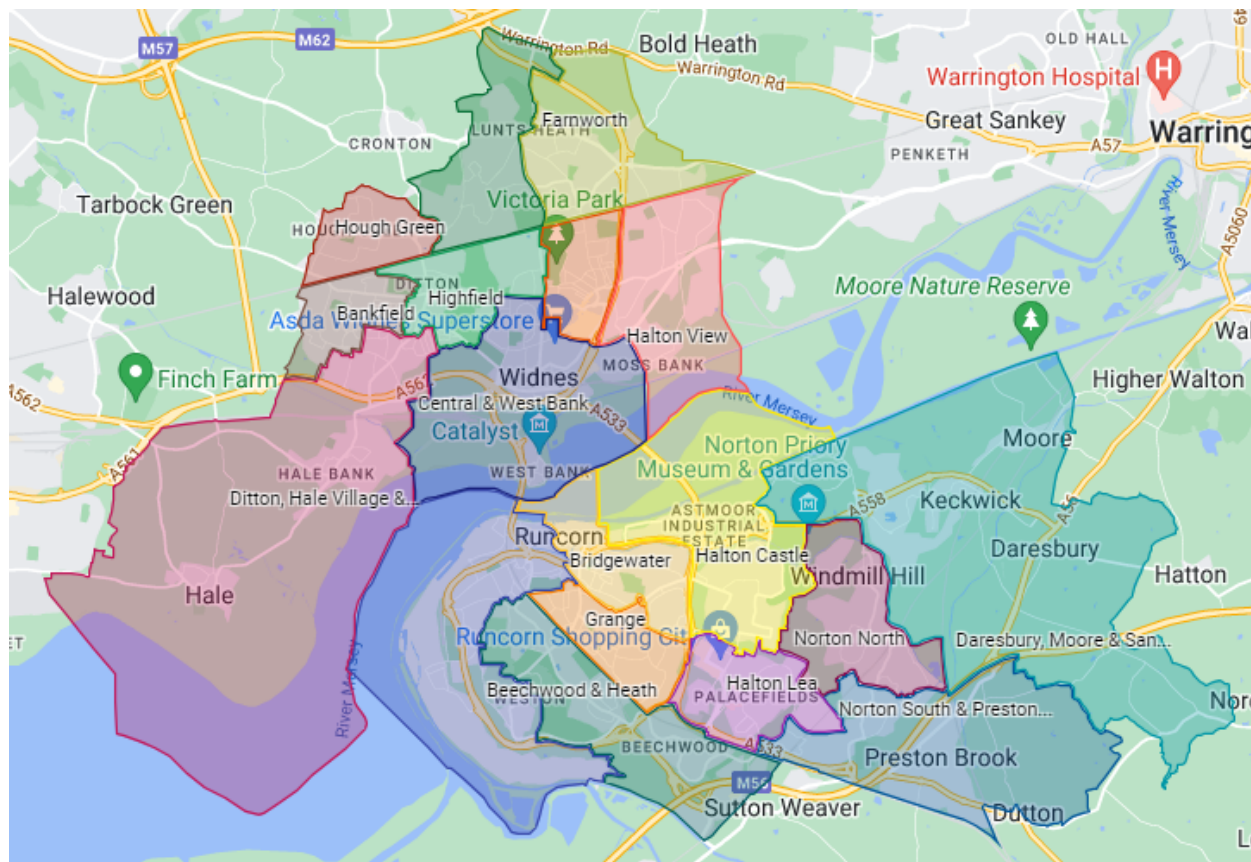 M57
M62
Warrington Rd
Bold Heath
OLD HALL
Warrington Rd
Warrington Hospital
H
Great Sankey
Warring
CRONTON
LUNTS HEATH
Farnworth
A57
PENKETH
Tarbock Green
Victoria Park
River Mersey
A5060
HOU
Hough Green
Halewood
DITTON
Highfield
Bankfield
Asda Widnes Superstore
Moore Nature Reserve
Wa
Halton View
MOSS BANK
Finch Farm
A562
A562
Widnes
Higher Walton
Central & West Bank
A533
River Mersey
Catalyst
M
Norton Priory
Museum & Gardens
Moore
A561
HALE BANK
WEST BANK
Ditton, Hale Village &...
Keckwick
A558
A56
ASTMOOR
INDUSTRIAL
ESTATE
Runcorn
Bridgewater
Halton Castle
Daresbury
Windmill Hill
Hatton
Hale
Grange
Runcorn Shopping Cit
Norton North
Daresbury, Moore & San...
ET
River Mersey
Beechwood & Heath
WESTON
Halton Lea
PALACEFIELDS
Norton South & Preston...
Nor
BEECHWOOD
A533
Preston Brook
M56
Sutton Weaver
Dutton
L